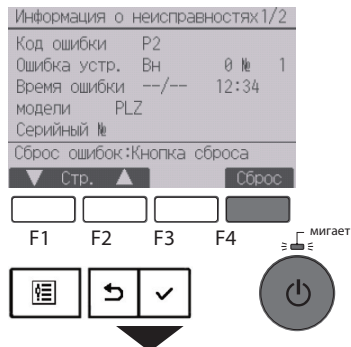 Информация о неисправностях1/2
Код ошибки P2
Ошибка устр. Вн 0 № 1
Время ошибки --/-- 12:34
модели PLZ
Серийный №
Сброс ошибок:Кнопка сброса
▼ Стр. ▲ Сброс
F1 F2 F3 F4
мигает